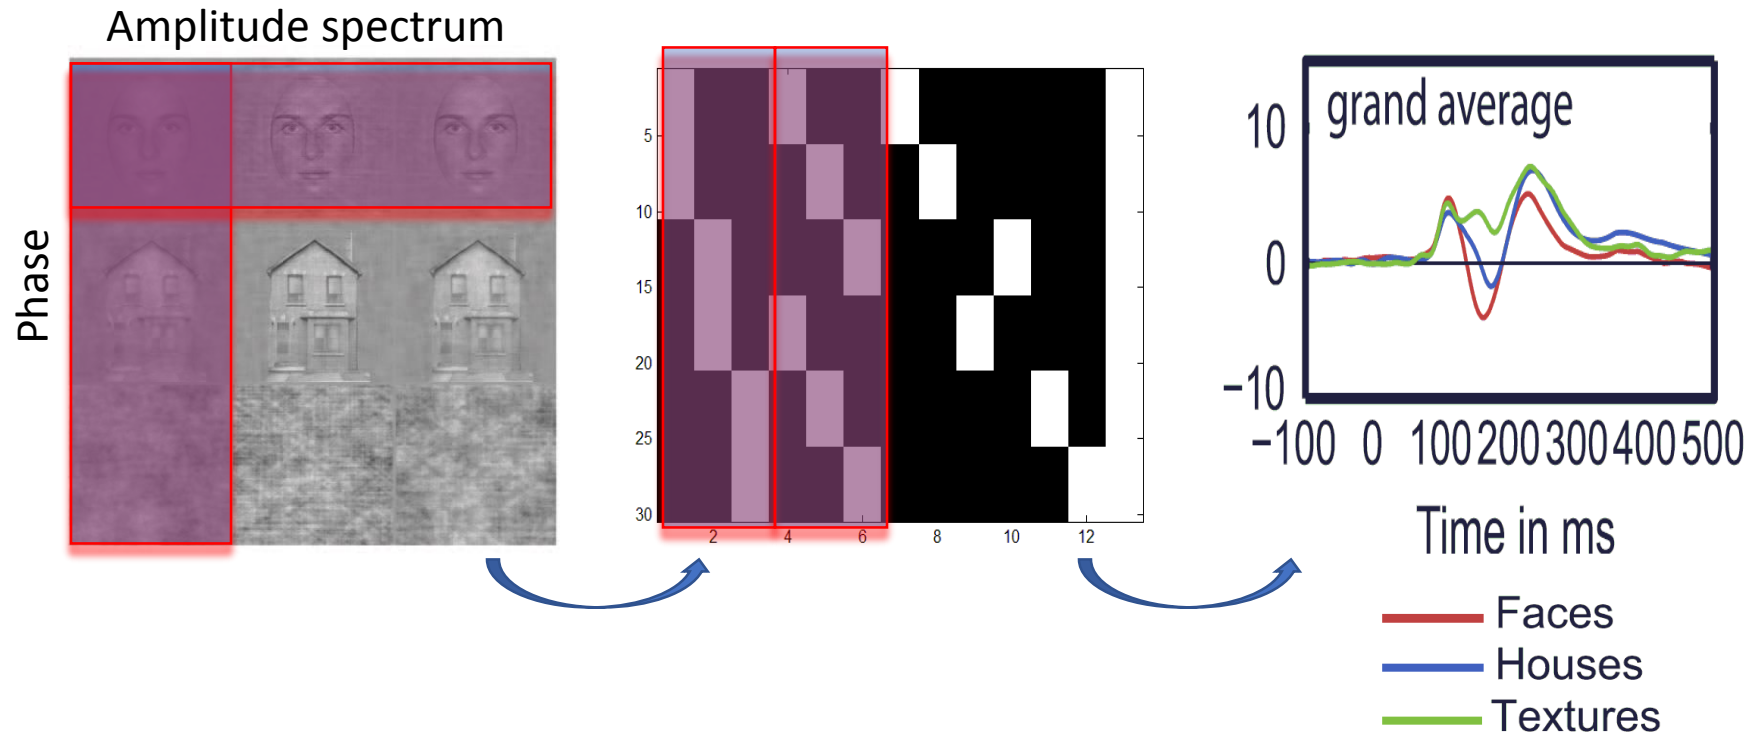 Amplitude spectrum
Phase
5
10
15
20
25
30
2
4
6
8
10
12
grand average
10
0
−10
−100 0 100 200 300 400 500
Time in ms
Faces
Houses
Textures